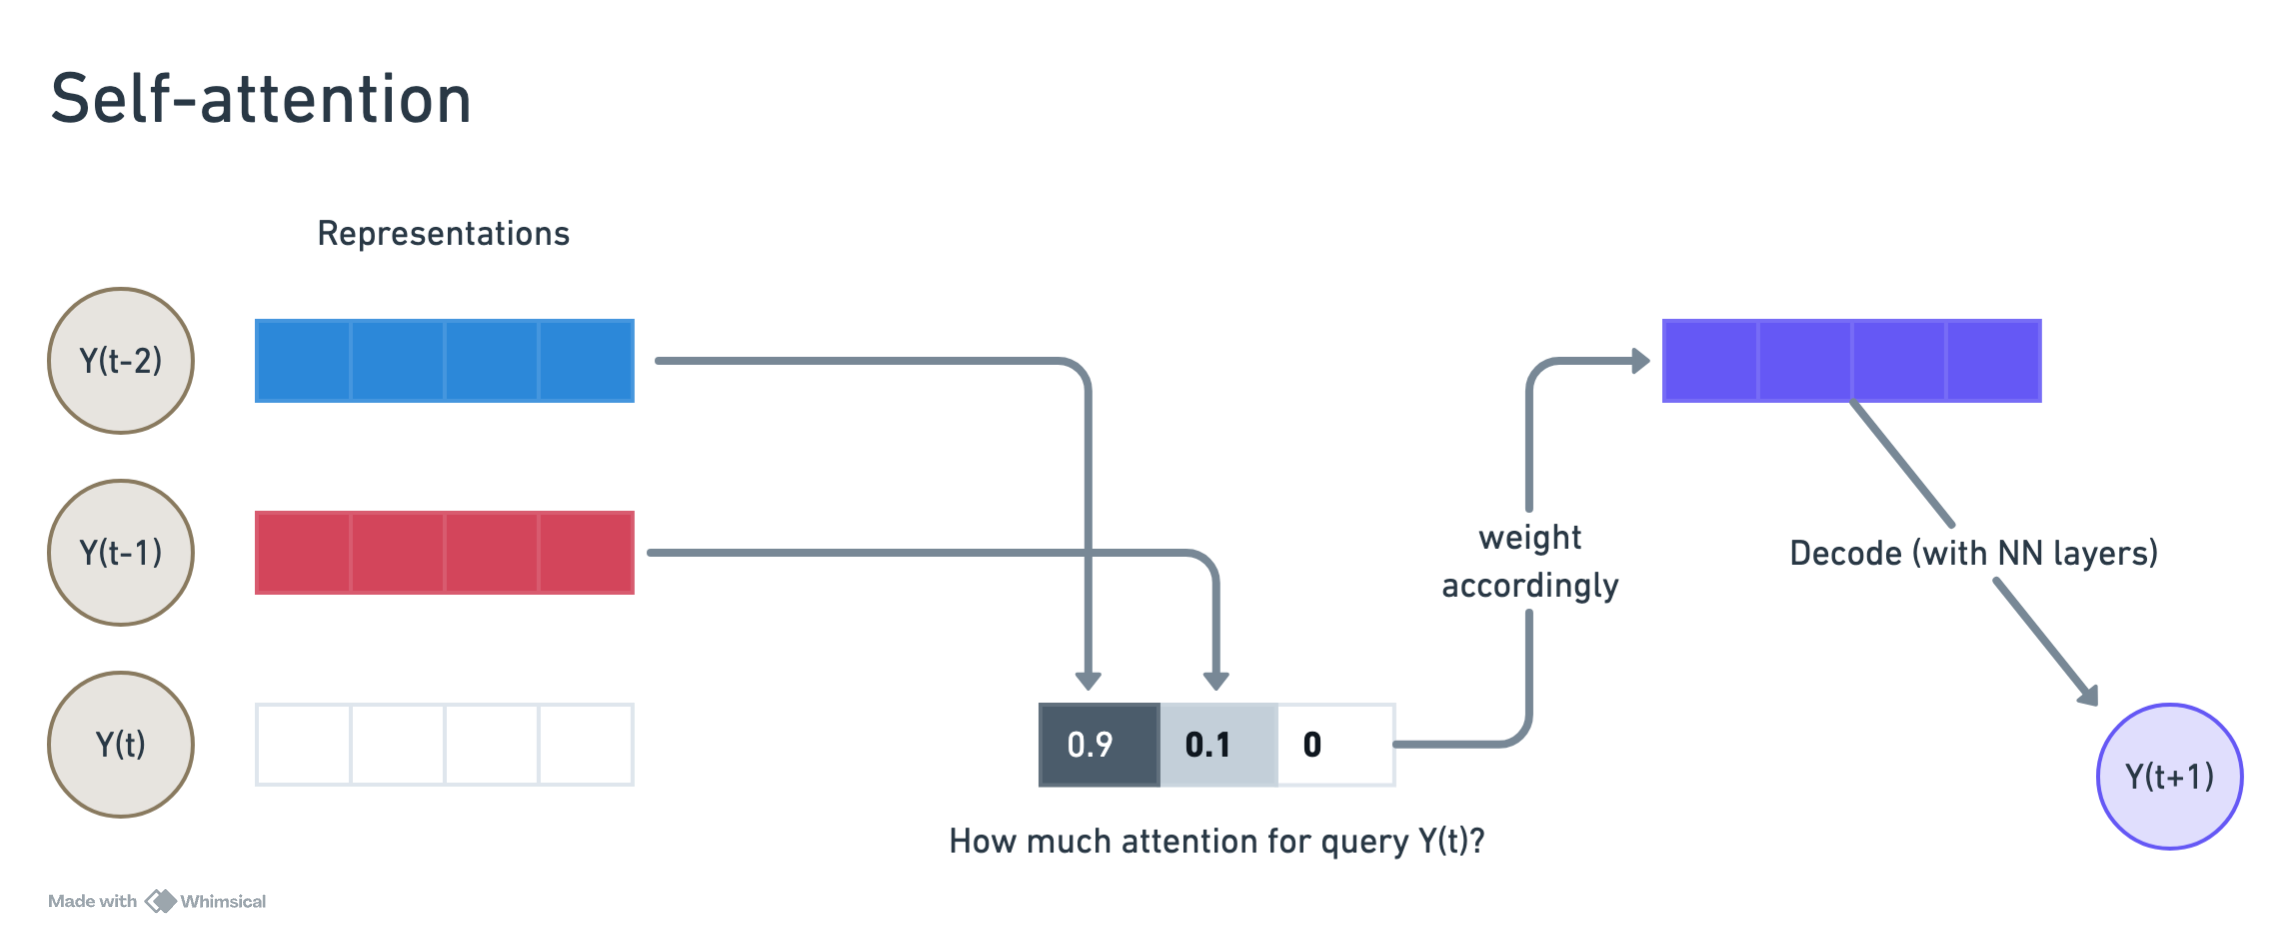 Self-attention
Representations
Y(t-2)
Y(t-1)
weight
accordingly
Decode (with NN layers)
Y(t)
0.9 0.1 0
Y(t+1)
How much attention for query Y(t)?
Made with Whimsical